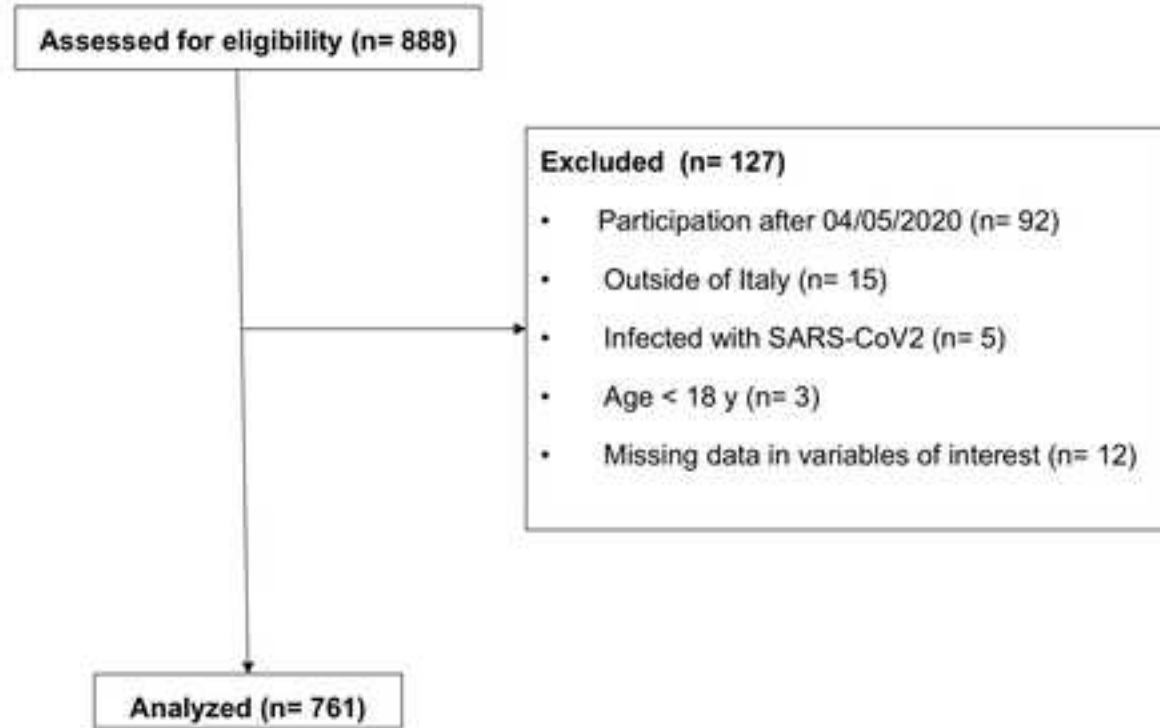 Assessed for eligibility (n= 888)
Excluded (n= 127)
• Participation after 04/05/2020 (n= 92)
• Outside of Italy (n= 15)
• Infected with SARS-CoV2 (n= 5)
• Age < 18 y (n= 3)
• Missing data in variables of interest (n= 12)
Analyzed (n= 761)